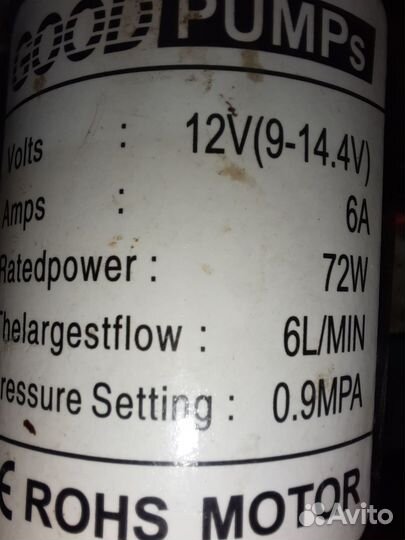 GOOD PUMPs
Volts : 12V(9-14.4V)
Amps : 6A
Ratedpower : 72W
Thelargestflow : 6L/MIN
ressure Setting : 0.9MPA
CE ROHS MOTOR
Avito